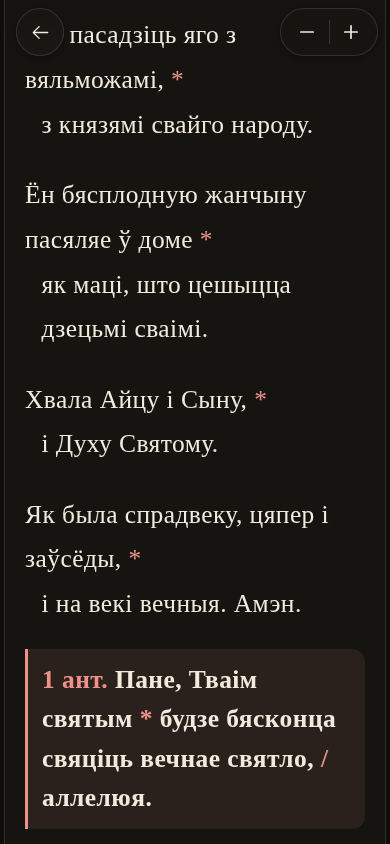 пасадзіць яго з
вяльможамі, *
з князямі свайго народу.
Ён бясплодную жанчыну
пасяляе ў доме *
як маці, што цешыцца
дзецьмі сваімі.
Хвала Айцу і Сыну, *
і Духу Святому.
Як была спрадвеку, цяпер і
заўсёды, *
і на векі вечныя. Амэн.
1 ант. Пане, Тваім
святым * будзе бясконца
свяціць вечнае святло, /
аллелюя.